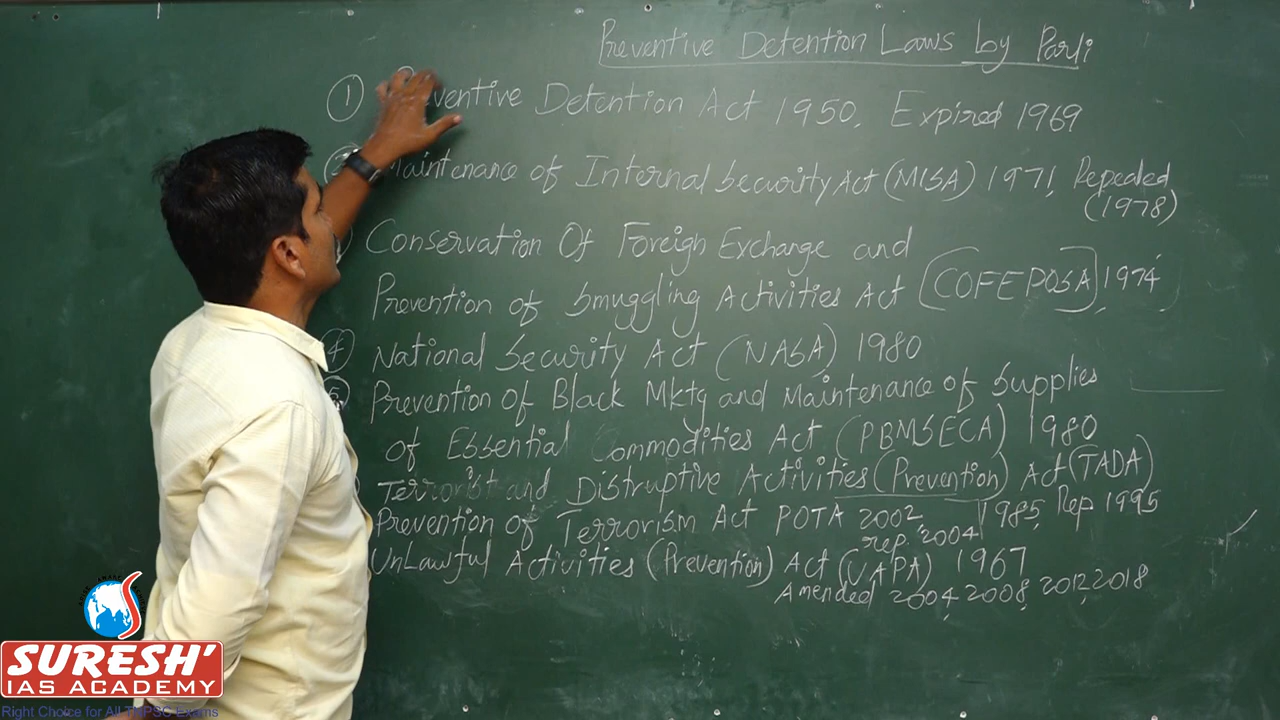 Preventive Detention Laws by Parli
1 ventive Detention Act 1950, Expired 1969
Maintenance of Internal Security Act (MISA) 1971, Repealed
(1978)
Conservation Of Foreign Exchange and
Prevention of Smuggling Activities Act (COFEPOSA), 1974
4 National Security Act (NASA) 1980
Prevention of Black Mktg and Maintenance of Supplies
of Essential Commodities Act (PBMSECA) 1980
Terrorist and Distruptive Activities (Prevention) Act (TADA)
1985, Rep 1995
Prevention of Terrorism Act POTA 2002,
rep. 2004
UnLawful Activities (Prevention) Act (UAPA) 1967
Amended 2004, 2008, 2012, 2018
SURESH'
IAS ACADEMY
Right Choice for All TNPSC Exams